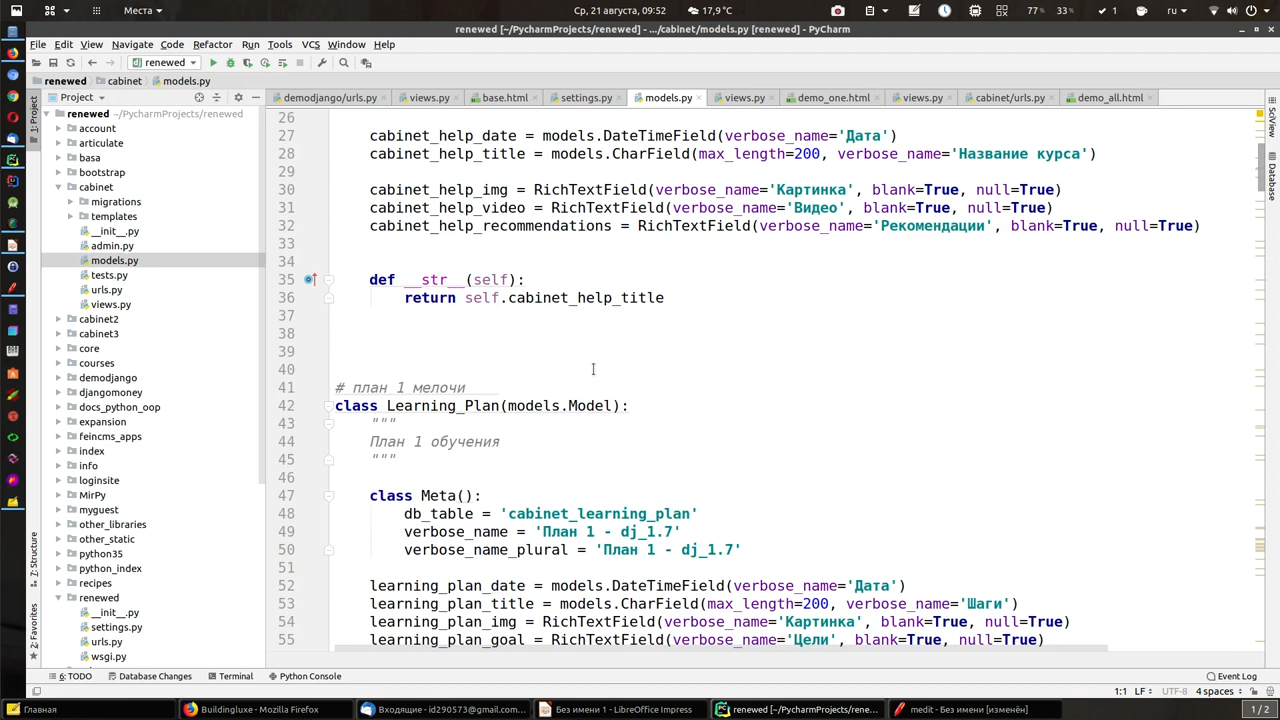 Места
Ср, 21 августа, 09:52
17,9°C
77%
33%
1
ru
renewed [~/PycharmProjects/renewed] - .../cabinet/models.py [renewed] - PyCharm
File Edit View Navigate Code Refactor Run Tools VCS Window Help
renewed
renewed cabinet models.py
Project
demodjango/urls.py
views.py
base.html
settings.py
models.py
views.py
demo_one.html
views.py
cabinet/urls.py
demo_all.html
1: Project
7: Structure
2: Favorites
SciView
Database
renewed ~/PycharmProjects/renewed
account
articulate
basa
bootstrap
cabinet
migrations
templates
__init__.py
admin.py
models.py
tests.py
urls.py
views.py
cabinet2
cabinet3
core
courses
demodjango
djangomoney
docs_python_oop
expansion
feincms_apps
index
info
loginsite
MirPy
myguest
other_libraries
other_static
python35
python_index
recipes
renewed
__init__.py
settings.py
urls.py
wsgi.py
26
27 cabinet_help_date = models.DateTimeField(verbose_name='Дата')
28 cabinet_help_title = models.CharField(max_length=200, verbose_name='Название курса')
29
30 cabinet_help_img = RichTextField(verbose_name='Картинка', blank=True, null=True)
31 cabinet_help_video = RichTextField(verbose_name='Видео', blank=True, null=True)
32 cabinet_help_recommendations = RichTextField(verbose_name='Рекомендации', blank=True, null=True)
33
34
35 def __str__(self):
36 return self.cabinet_help_title
37
38
39
40
41 # план 1 мелочи
42 class Learning_Plan(models.Model):
43 """
44 План 1 обучения
45 """
46
47 class Meta():
48 db_table = 'cabinet_learning_plan'
49 verbose_name = 'План 1 - dj_1.7'
50 verbose_name_plural = 'План 1 - dj_1.7'
51
52 learning_plan_date = models.DateTimeField(verbose_name='Дата')
53 learning_plan_title = models.CharField(max_length=200, verbose_name='Шаги')
54 learning_plan_img = RichTextField(verbose_name='Картинка', blank=True, null=True)
55 learning_plan_goal = RichTextField(verbose_name='Цели', blank=True, null=True)
6: TODO
Database Changes
Terminal
Python Console
Event Log
1:1 LF UTF-8 4 spaces
Главная
Buildingluxe - Mozilla Firefox
Входящие - id290573@gmail.com...
Без имени 1 - LibreOffice Impress
renewed [~/PycharmProjects/rene...
medit - Без имени [изменён]
1 / 2